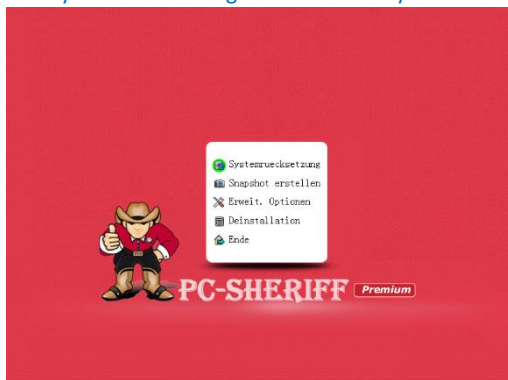 Systemruecksetzung
Snapshot erstellen
Erweit. Optionen
Deinstallation
Ende
PC-SHERIFF Premium